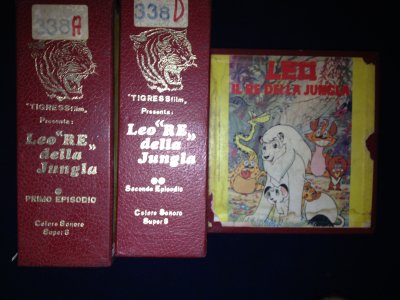 338A
"TIGRESSfilm,,
Presenta:
Leo "RE,,
della
Jungla
PRIMO EPISODIO
Colore Sonoro
Super 8
338D
"TIGRESSfilm,,
Presenta:
Leo "RE,,
della
Jungla
Secondo Episodio
Colore Sonoro
Super 8
LEO
IL RE DELLA JUNGLA